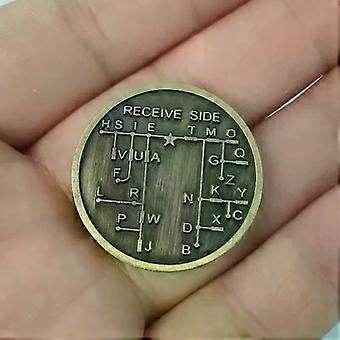 RECEIVE SIDE
H S I E T M O
V U A G Q
F Z
L R N K Y
P W D X C
J B